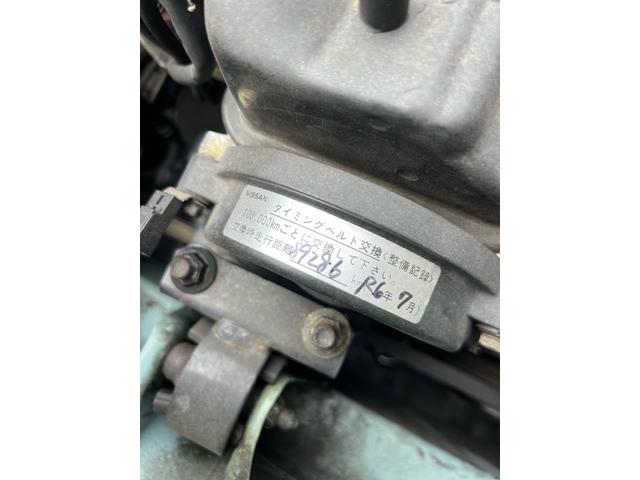 NISSAN
タイミングベルト交換〈整備記録〉
100,000kmごとに交換して下さい。
交換時走行距離 89286 km R6年7月